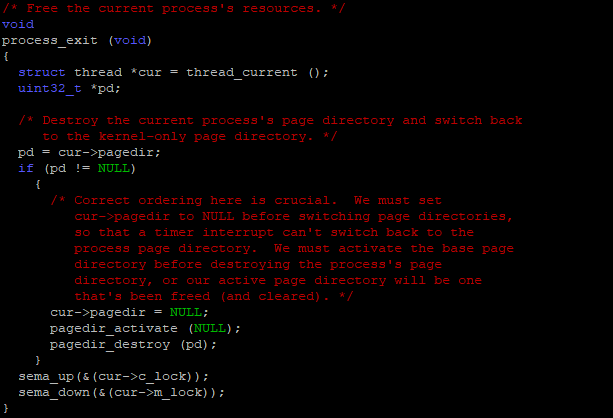 /* Free the current process's resources. */
void
process_exit (void)
{
  struct thread *cur = thread_current ();
  uint32_t *pd;

  /* Destroy the current process's page directory and switch back
     to the kernel-only page directory. */
  pd = cur->pagedir;
  if (pd != NULL)
    {
      /* Correct ordering here is crucial.  We must set
         cur->pagedir to NULL before switching page directories,
         so that a timer interrupt can't switch back to the
         process page directory.  We must activate the base page
         directory before destroying the process's page
         directory, or our active page directory will be one
         that's been freed (and cleared). */
      cur->pagedir = NULL;
      pagedir_activate (NULL);
      pagedir_destroy (pd);
    }
  sema_up(&(cur->c_lock));
  sema_down(&(cur->m_lock));
}